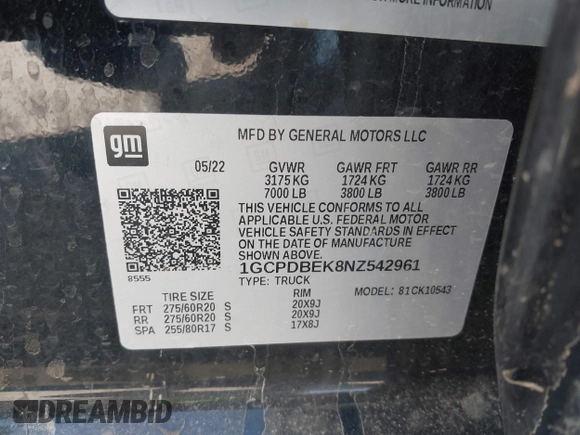 OR MORE INFORMATION
gm
MFD BY GENERAL MOTORS LLC
05/22 GVWR GAWR FRT GAWR RR
3175 KG 1724 KG 1724 KG
7000 LB 3800 LB 3800 LB
THIS VEHICLE CONFORMS TO ALL
APPLICABLE U.S. FEDERAL MOTOR
VEHICLE SAFETY STANDARDS IN EFFECT
ON THE DATE OF MANUFACTURE
SHOWN ABOVE.
1GCPDBEK8NZ542961
8555 TYPE: TRUCK
MODEL: 81CK10543
TIRE SIZE RIM
FRT 275/60R20 S 20X9J
RR 275/60R20 S 20X9J
SPA 255/80R17 S 17X8J
DREAMBID